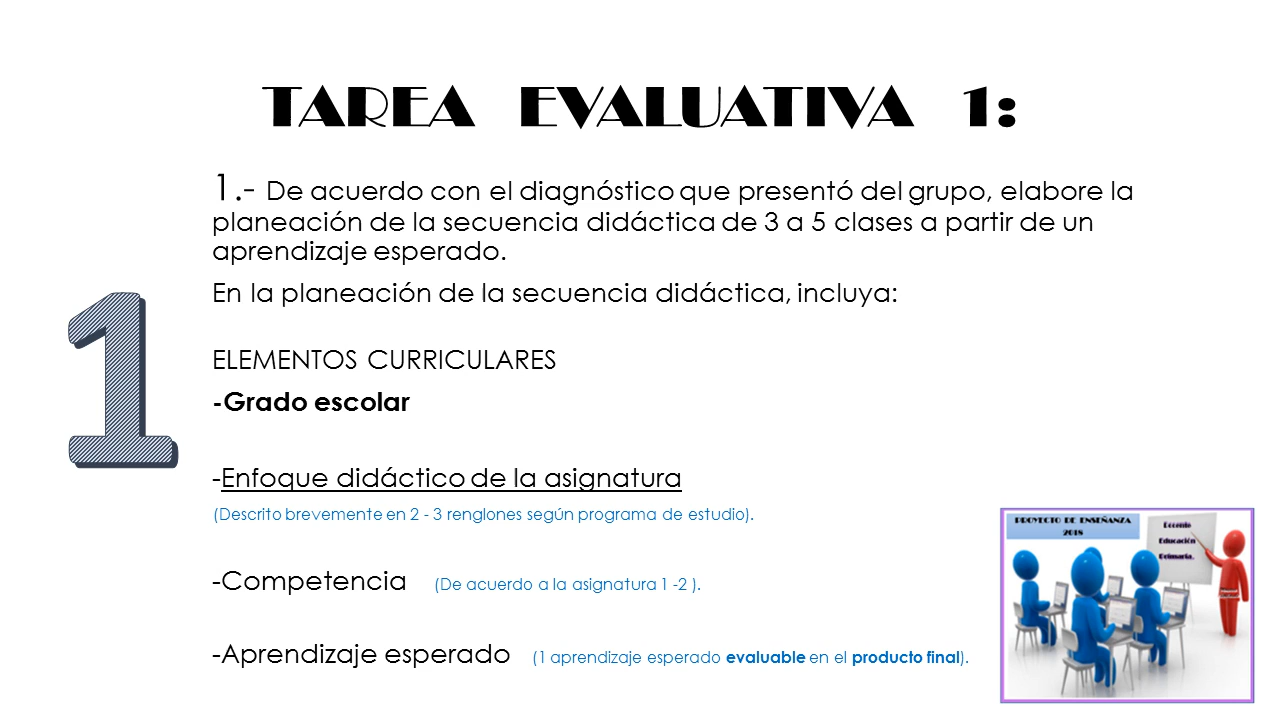 TAREA EVALUATIVA 1:
1.- De acuerdo con el diagnóstico que presentó del grupo, elabore la
planeación de la secuencia didáctica de 3 a 5 clases a partir de un
aprendizaje esperado.
En la planeación de la secuencia didáctica, incluya:
1
ELEMENTOS CURRICULARES
-Grado escolar
-Enfoque didáctico de la asignatura
(Descrito brevemente en 2 - 3 renglones según programa de estudio).
-Competencia (De acuerdo a la asignatura 1 -2 ).
-Aprendizaje esperado (1 aprendizaje esperado evaluable en el producto final).
PROYECTO DE ENSEÑANZA
2018
Docente
Educación
Primaria.